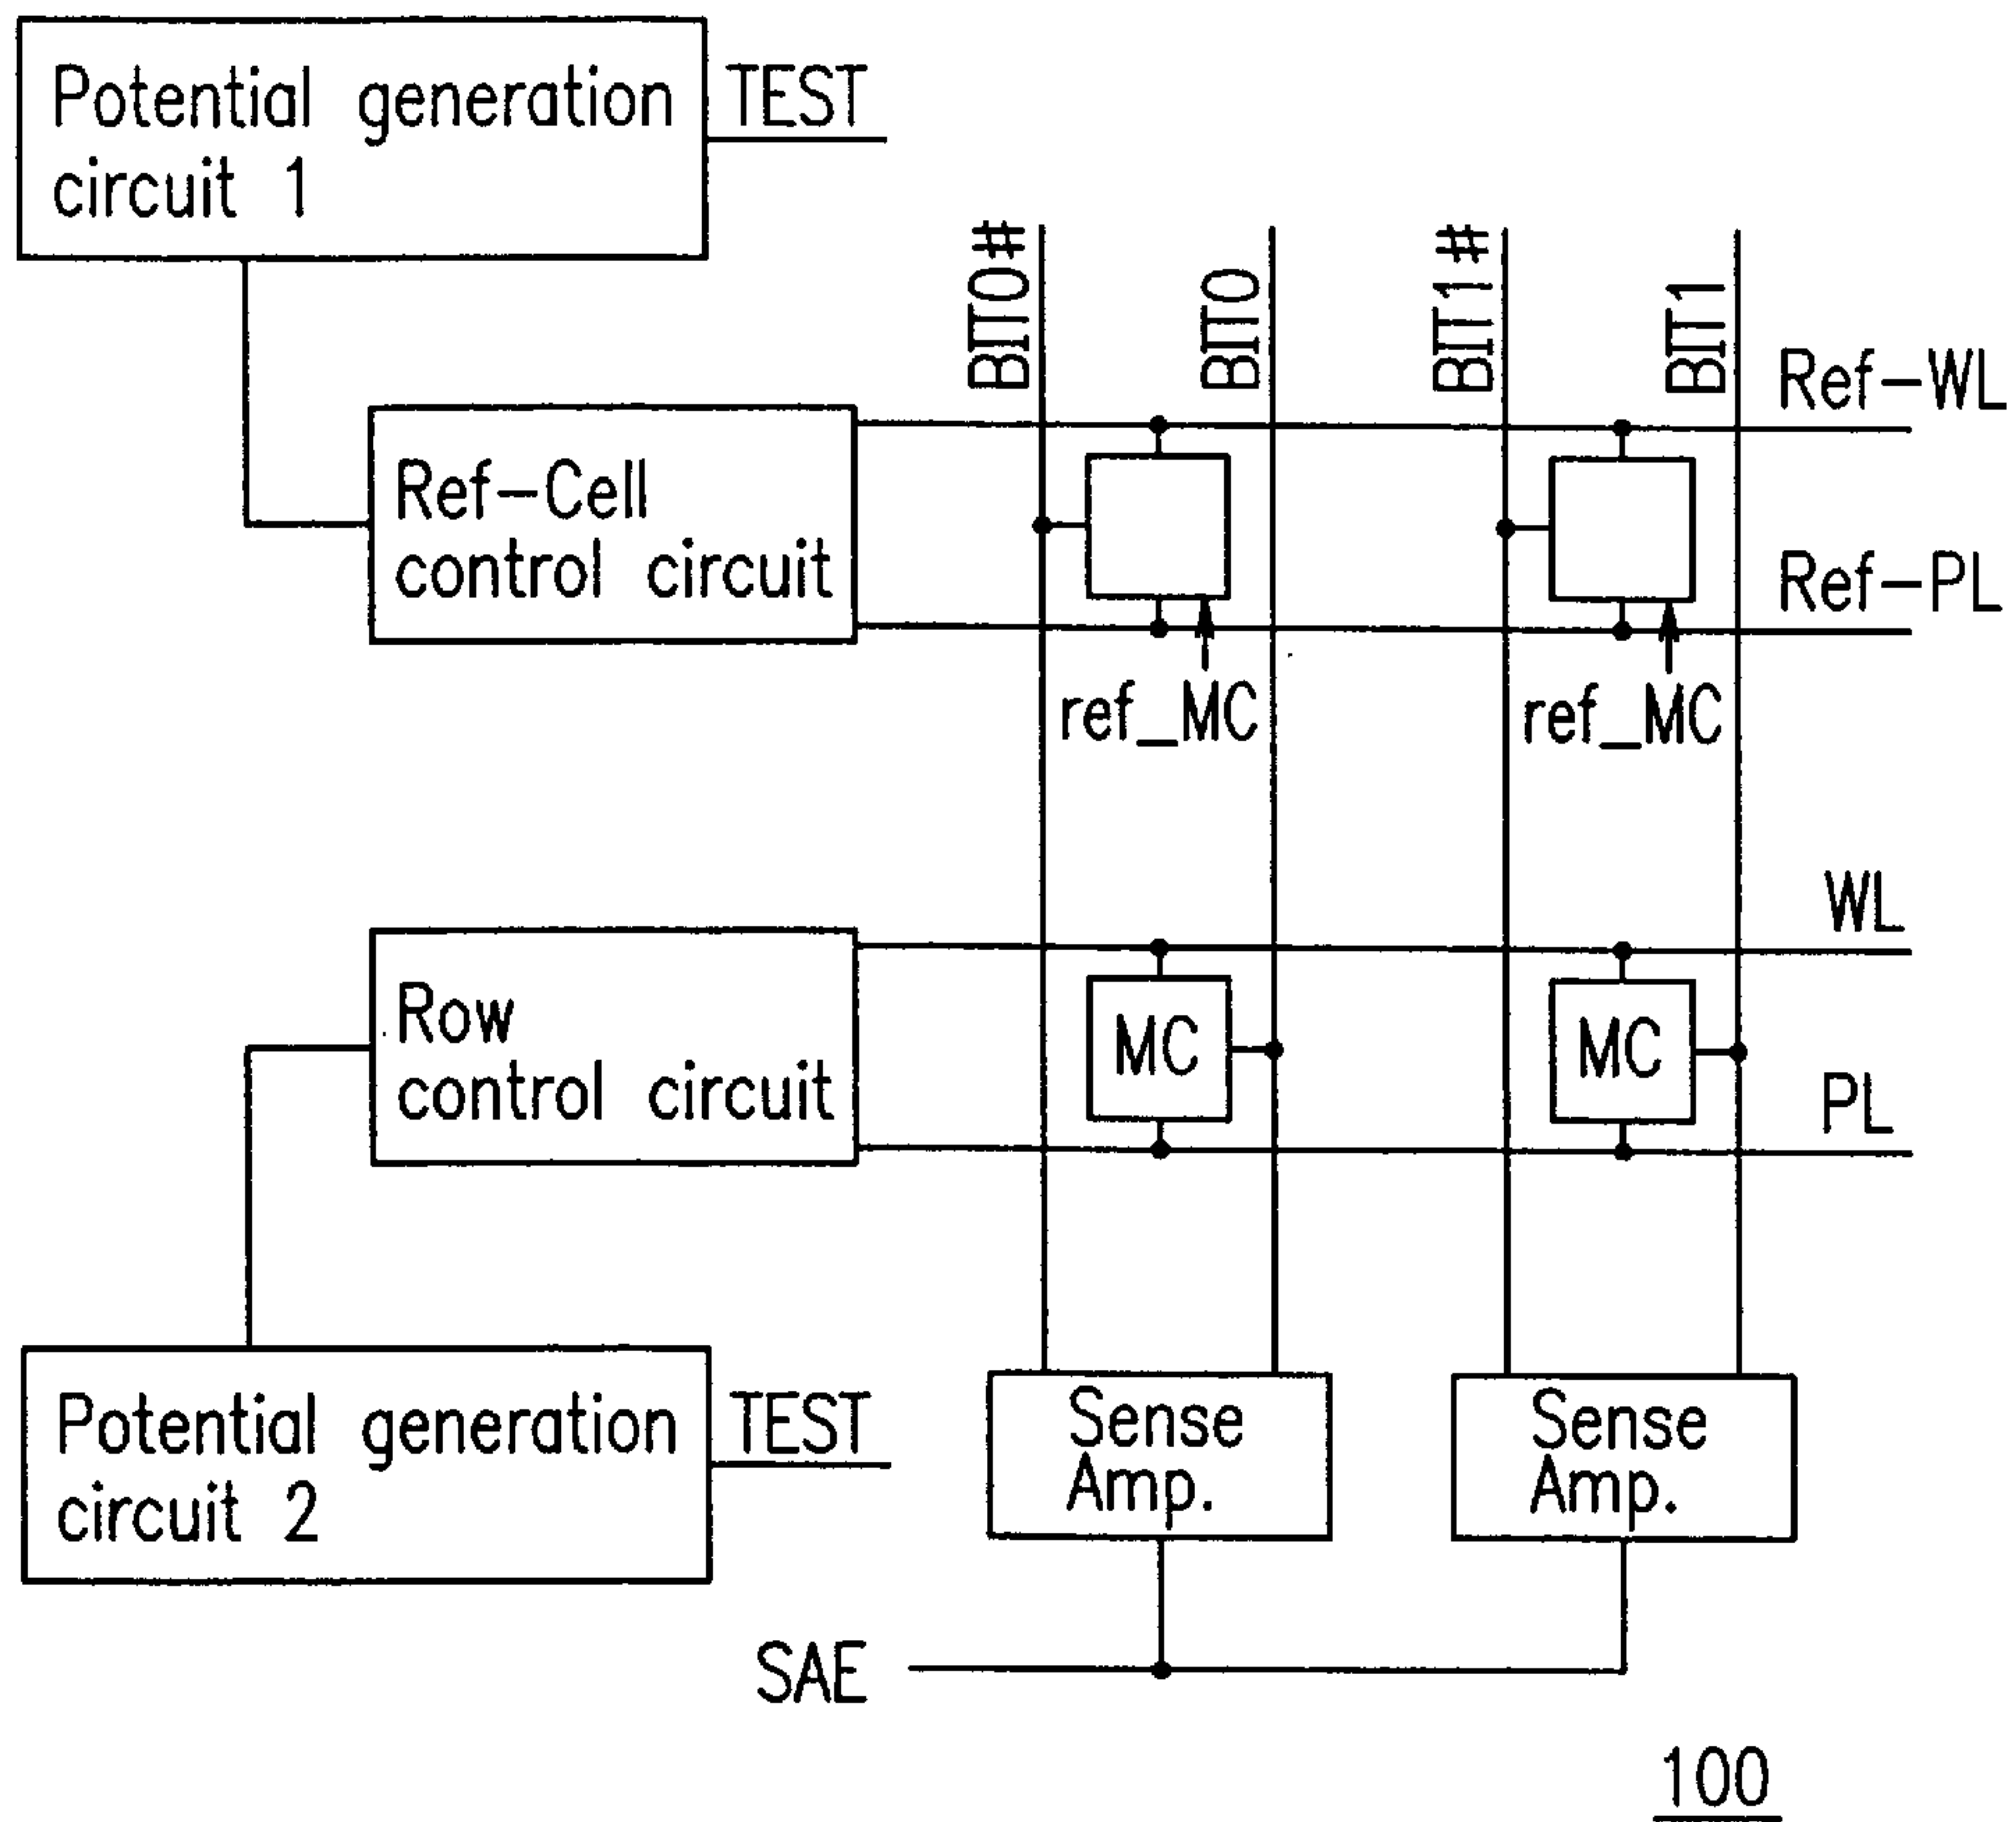 Potential generation
circuit 1
TEST
BIT0#
BIT0
BIT1#
BIT1
Ref-WL
Ref-Cell
control circuit
Ref-PL
ref_MC
ref_MC
WL
Row
control circuit
MC
MC
PL
Potential generation
circuit 2
TEST
Sense
Amp.
Sense
Amp.
SAE
100